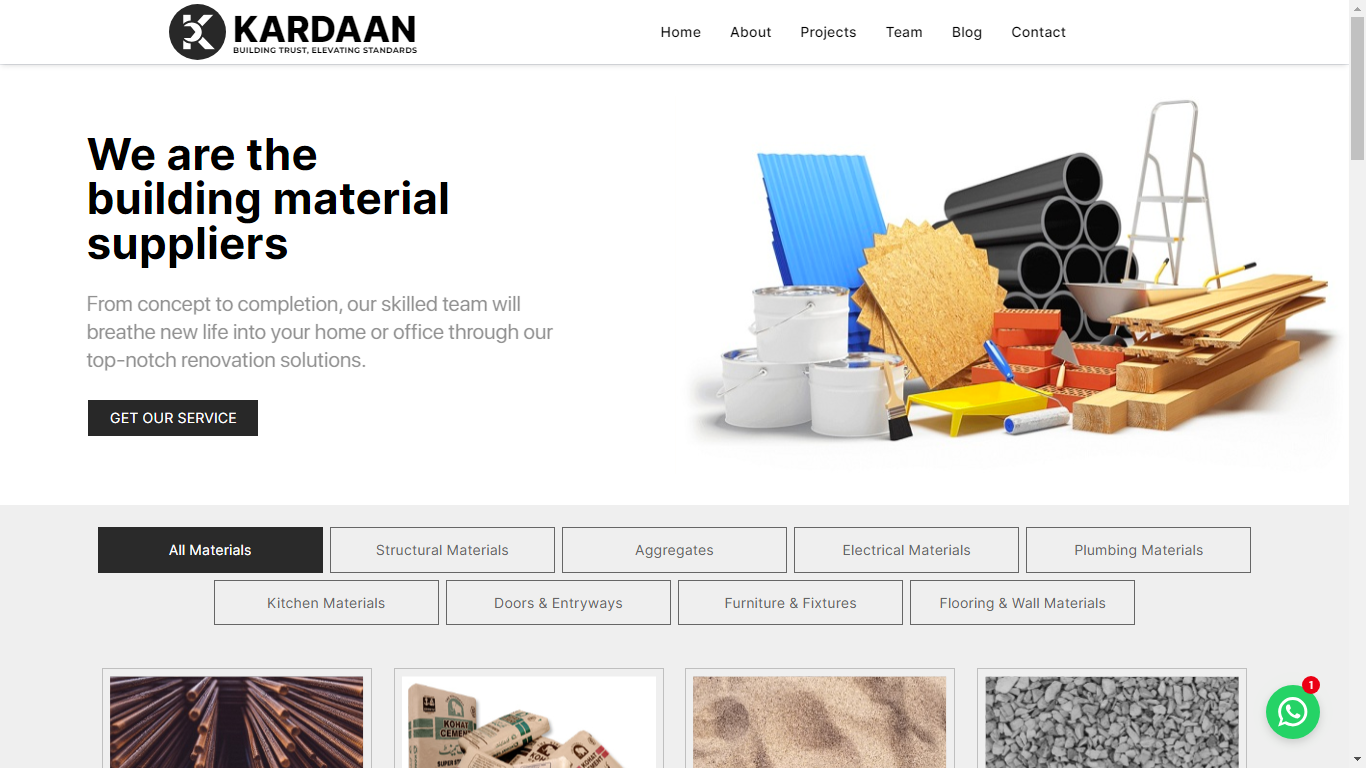 KARDAAN
BUILDING TRUST, ELEVATING STANDARDS
Home
About
Projects
Team
Blog
Contact
We are the
building material
suppliers
From concept to completion, our skilled team will
breathe new life into your home or office through our
top-notch renovation solutions.
GET OUR SERVICE
All Materials
Structural Materials
Aggregates
Electrical Materials
Plumbing Materials
Kitchen Materials
Doors & Entryways
Furniture & Fixtures
Flooring & Wall Materials
KOHAT
CEMENT
KOHAT
CEMENT
1